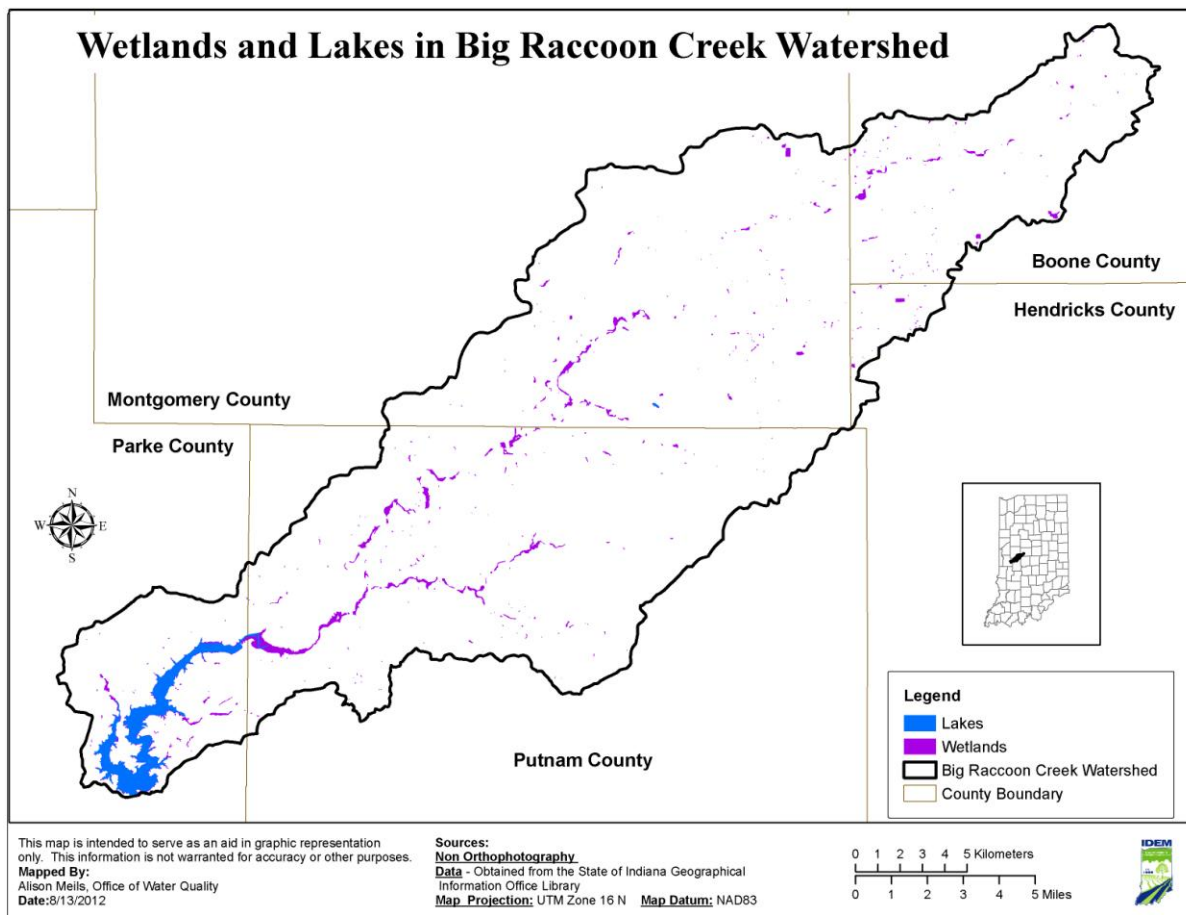 Wetlands and Lakes in Big Raccoon Creek Watershed
Boone County
Hendricks County
Montgomery County
Parke County
N
W E
S
Putnam County
Legend
Lakes
Wetlands
Big Raccoon Creek Watershed
County Boundary
This map is intended to serve as an aid in graphic representation
only. This information is not warranted for accuracy or other purposes.
Mapped By:
Alison Meils, Office of Water Quality
Date:8/13/2012
Sources:
Non Orthophotography
Data - Obtained from the State of Indiana Geographical
Information Office Library
Map Projection: UTM Zone 16 N Map Datum: NAD83
0 1 2 3 4 5 Kilometers
0 1 2 3 4 5 Miles
IDEM